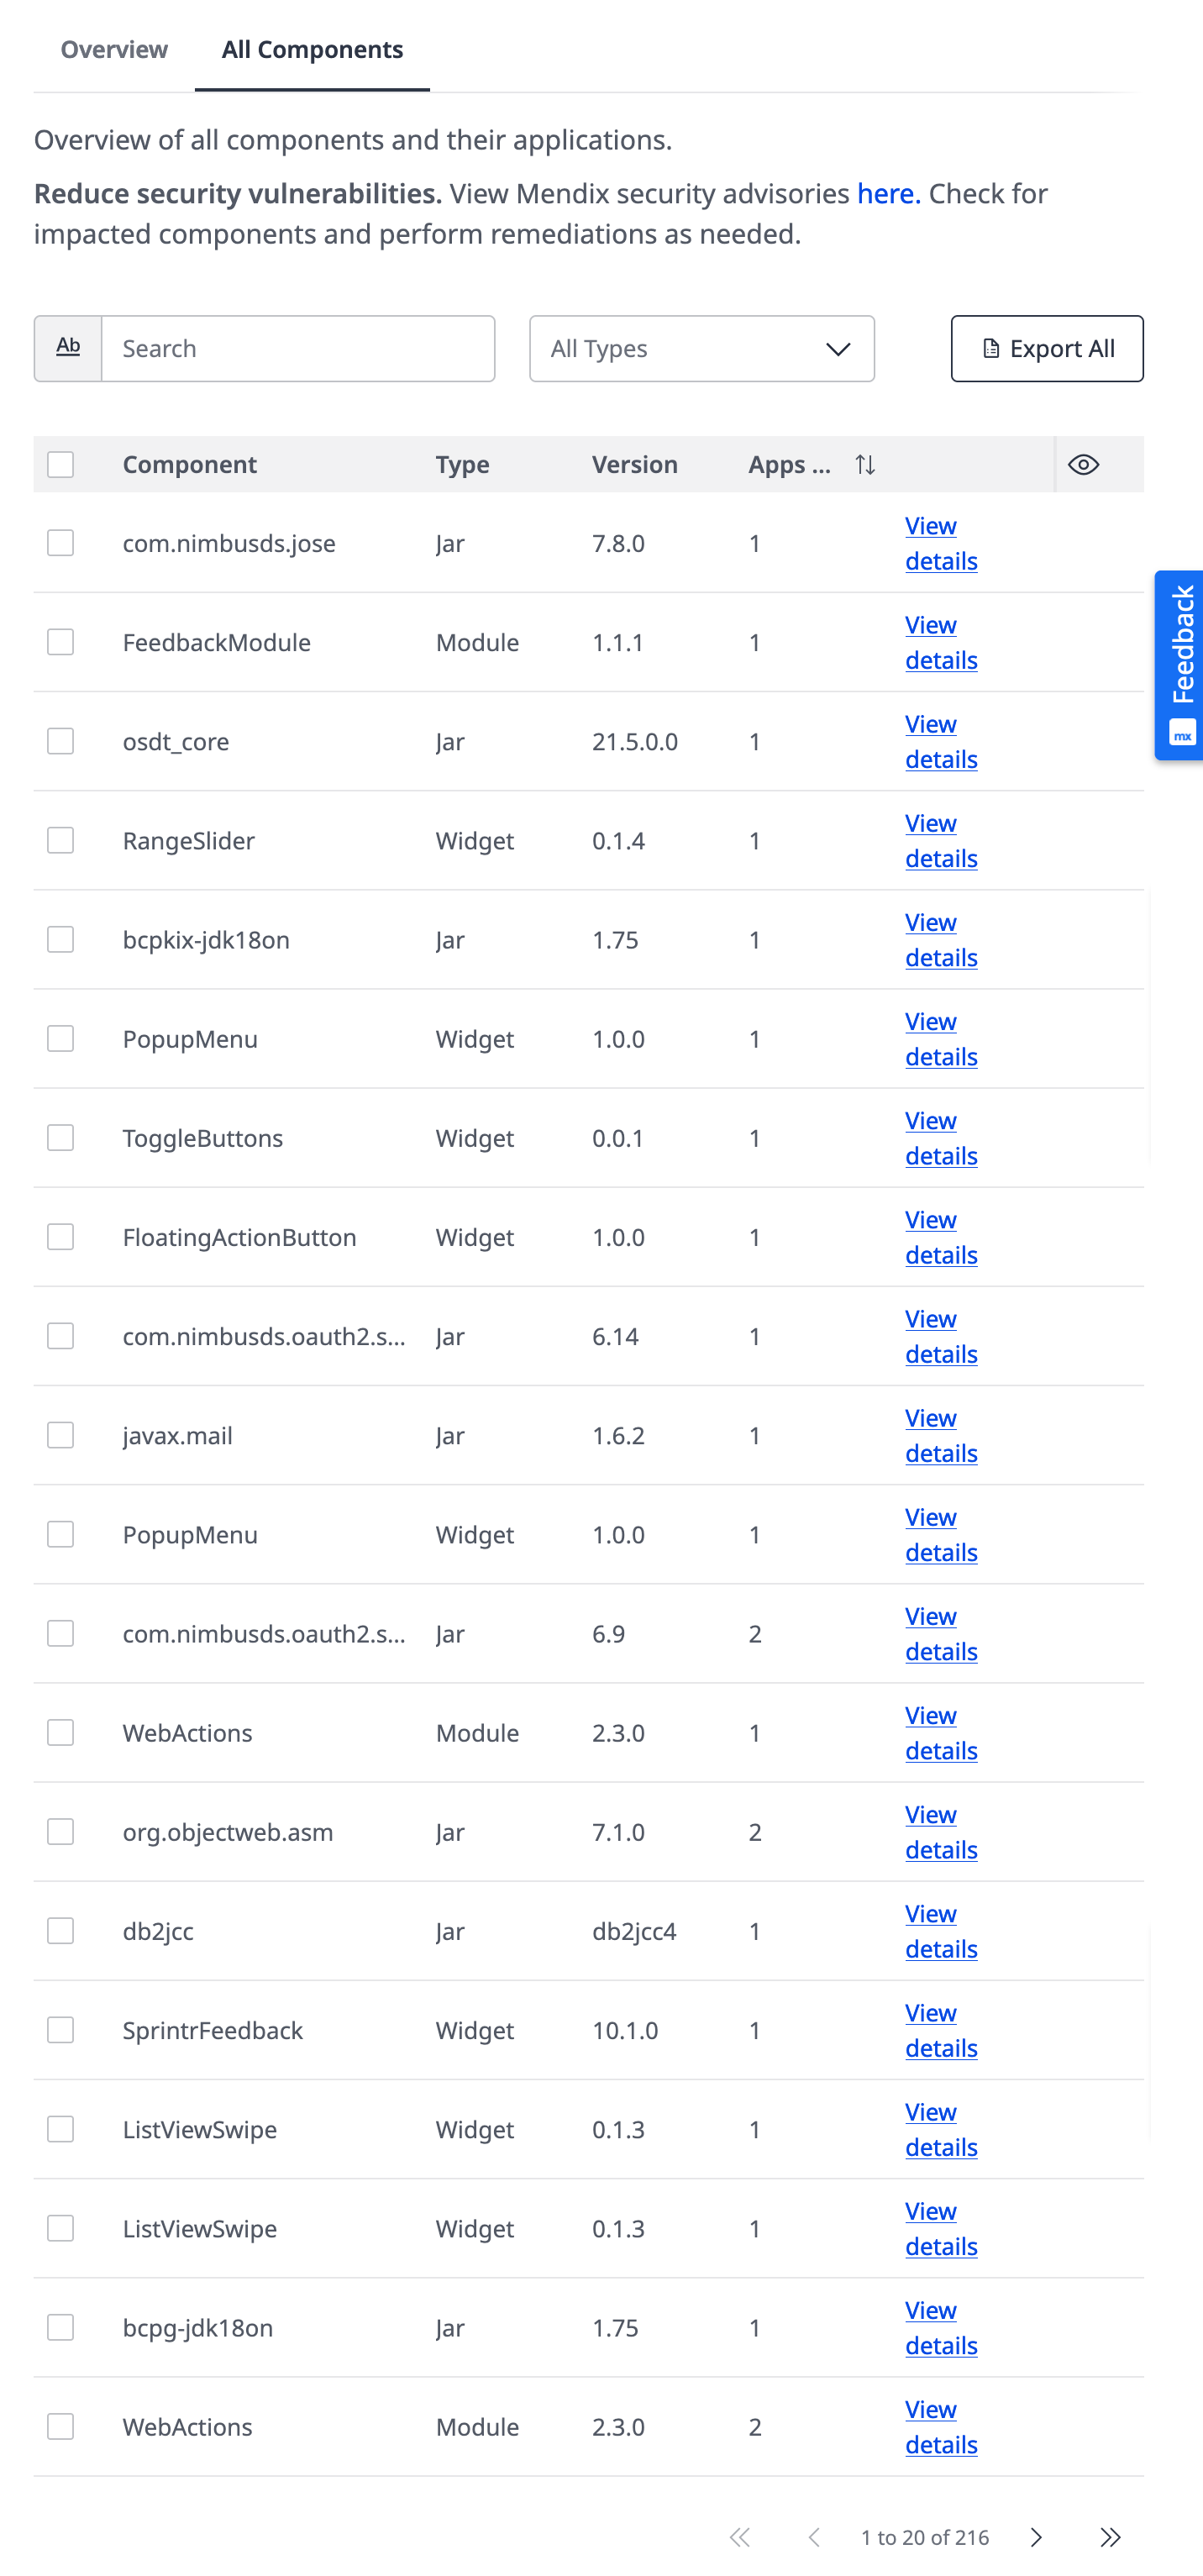 Overview All Components
Overview of all components and their applications.
Reduce security vulnerabilities. View Mendix security advisories here. Check for
impacted components and perform remediations as needed.
Ab Search All Types Export All
Component Type Version Apps ...
com.nimbusds.jose Jar 7.8.0 1 View details
FeedbackModule Module 1.1.1 1 View details
Feedback
mx
osdt_core Jar 21.5.0.0 1 View details
RangeSlider Widget 0.1.4 1 View details
bcpkix-jdk18on Jar 1.75 1 View details
PopupMenu Widget 1.0.0 1 View details
ToggleButtons Widget 0.0.1 1 View details
FloatingActionButton Widget 1.0.0 1 View details
com.nimbusds.oauth2.s... Jar 6.14 1 View details
javax.mail Jar 1.6.2 1 View details
PopupMenu Widget 1.0.0 1 View details
com.nimbusds.oauth2.s... Jar 6.9 2 View details
WebActions Module 2.3.0 1 View details
org.objectweb.asm Jar 7.1.0 2 View details
db2jcc Jar db2jcc4 1 View details
SprintrFeedback Widget 10.1.0 1 View details
ListViewSwipe Widget 0.1.3 1 View details
ListViewSwipe Widget 0.1.3 1 View details
bcpg-jdk18on Jar 1.75 1 View details
WebActions Module 2.3.0 2 View details
1 to 20 of 216